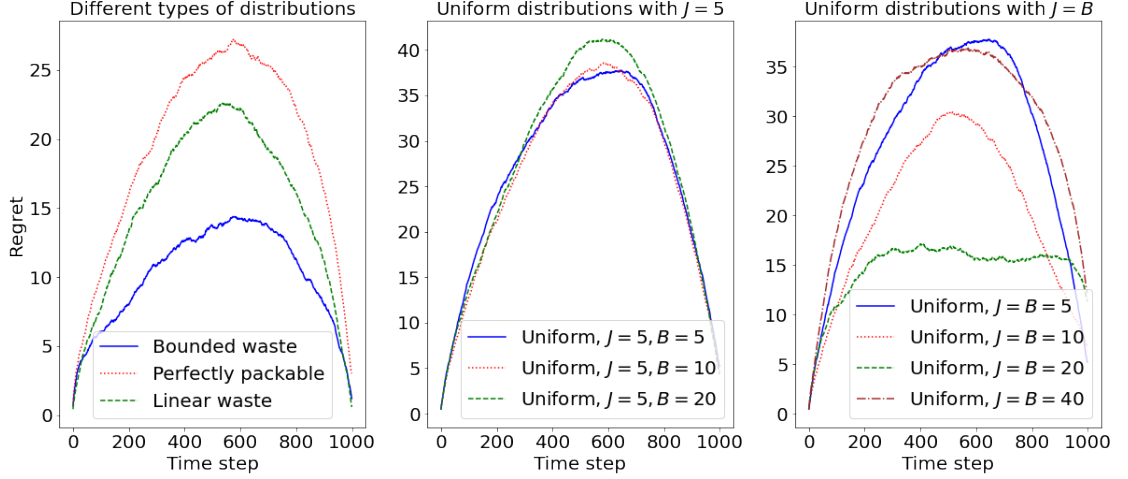 Different types of distributions
Regret
25
20
15
10
5
0
Bounded waste
Perfectly packable
Linear waste
0 200 400 600 800 1000
Time step
Uniform distributions with J = 5
40
35
30
25
20
15
10
5
0
Uniform, J = 5, B = 5
Uniform, J = 5, B = 10
Uniform, J = 5, B = 20
0 200 400 600 800 1000
Time step
Uniform distributions with J = B
35
30
25
20
15
10
5
0
Uniform, J = B = 5
Uniform, J = B = 10
Uniform, J = B = 20
Uniform, J = B = 40
0 200 400 600 800 1000
Time step